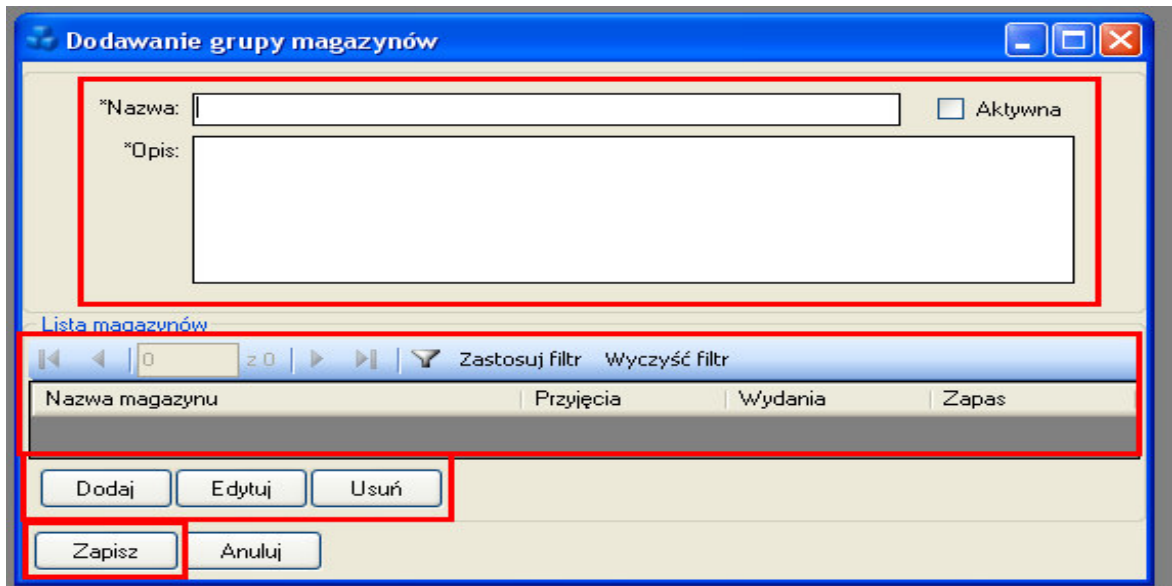 Dodawanie grupy magazynów
*Nazwa: Aktywna
*Opis:
Lista magazynów
0 z 0 Zastosuj filtr Wyczyść filtr
Nazwa magazynu Przyjęcia Wydania Zapas
Dodaj Edytuj Usuń
Zapisz Anuluj